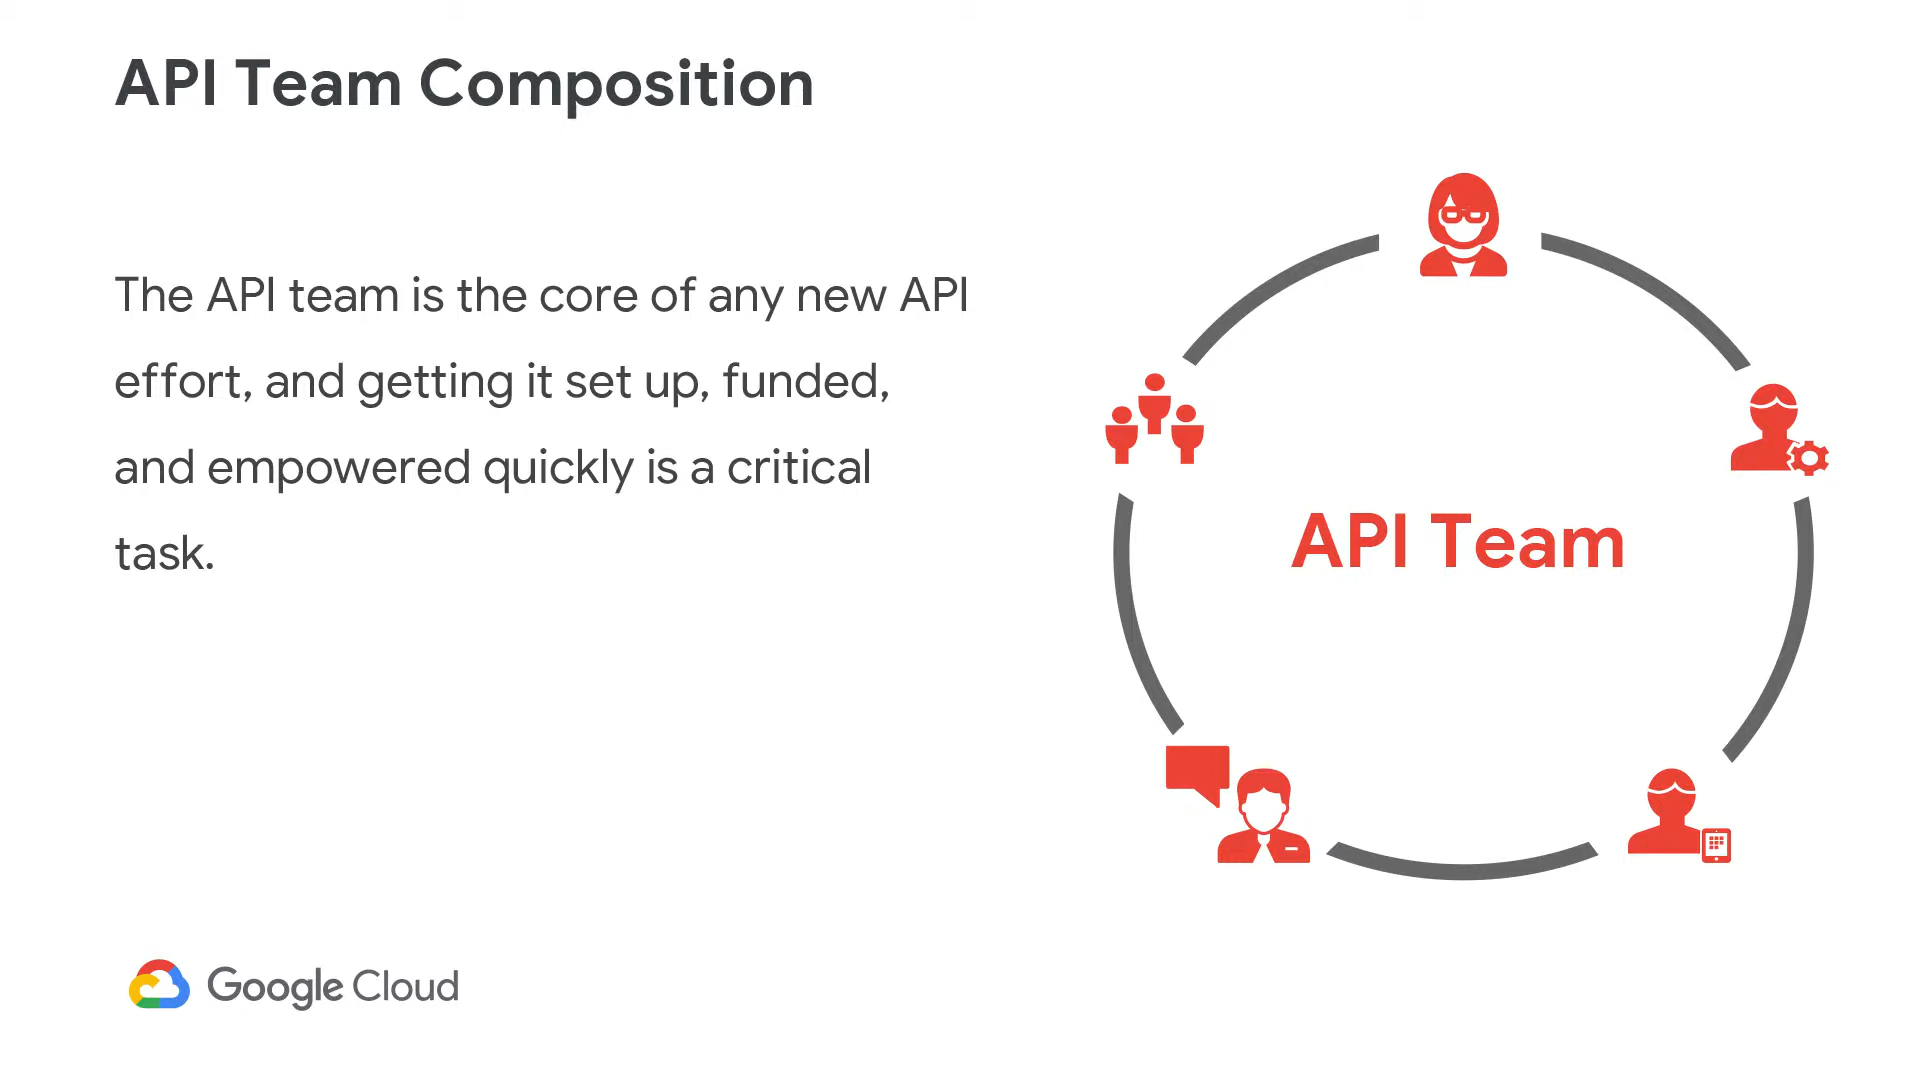 API Team Composition
The API team is the core of any new API
effort, and getting it set up, funded,
and empowered quickly is a critical
task.
API Team
Google Cloud